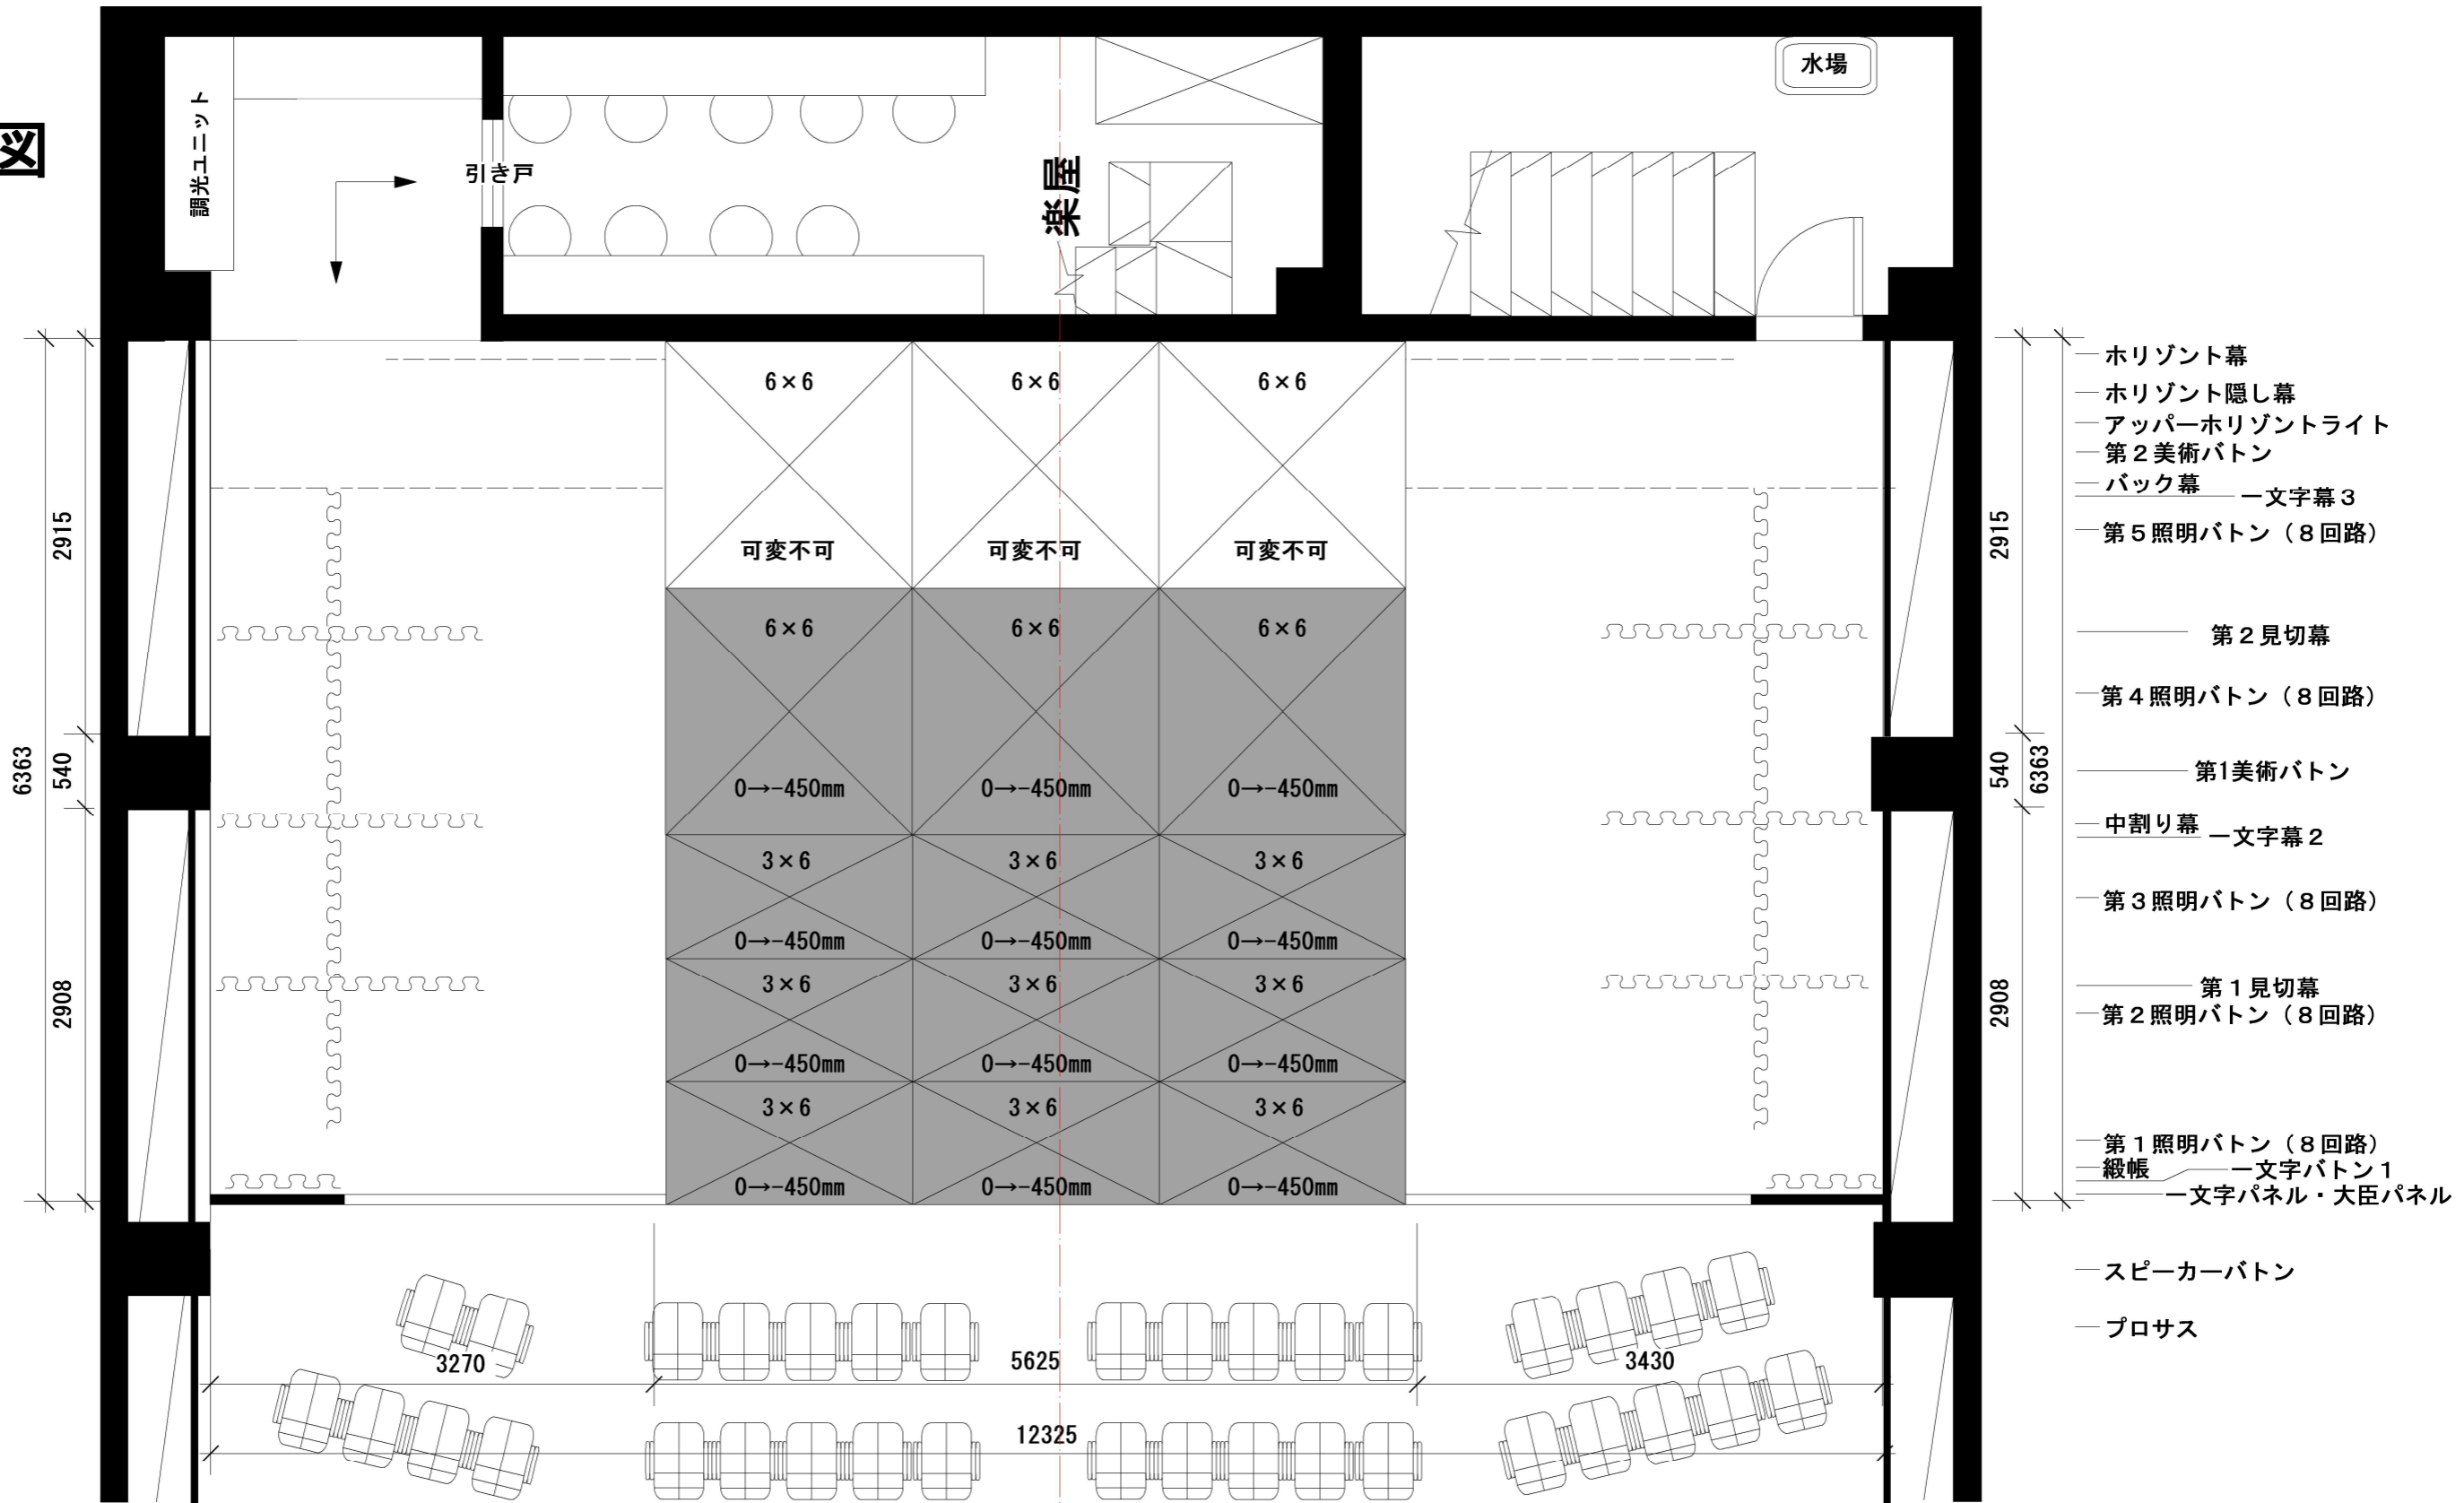 図
調光ユニット
引き戸
楽屋
水場
6×6
6×6
6×6
可変不可
可変不可
可変不可
6×6
6×6
6×6
0→-450mm
0→-450mm
0→-450mm
3×6
3×6
3×6
0→-450mm
0→-450mm
0→-450mm
3×6
3×6
3×6
0→-450mm
0→-450mm
0→-450mm
3×6
3×6
3×6
0→-450mm
0→-450mm
0→-450mm
6363
2915
540
2908
2915
540
2908
6363
ホリゾント幕
ホリゾント隠し幕
アッパーホリゾントライト
第２美術バトン
バック幕
一文字幕３
第５照明バトン（８回路）
第２見切幕
第４照明バトン（８回路）
第1美術バトン
中割り幕
一文字幕２
第３照明バトン（８回路）
第１見切幕
第２照明バトン（８回路）
第１照明バトン（８回路）
緞帳
一文字バトン１
一文字パネル・大臣パネル
スピーカーバトン
プロサス
3270
5625
3430
12325